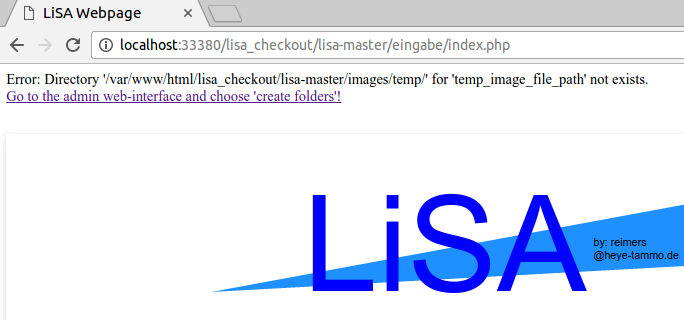 LiSA Webpage
localhost:33380/lisa_checkout/lisa-master/eingabe/index.php
Error: Directory '/var/www/html/lisa_checkout/lisa-master/images/temp/' for 'temp_image_file_path' not exists.
Go to the admin web-interface and choose 'create folders'!
LiSA
by: reimers
@heye-tammo.de